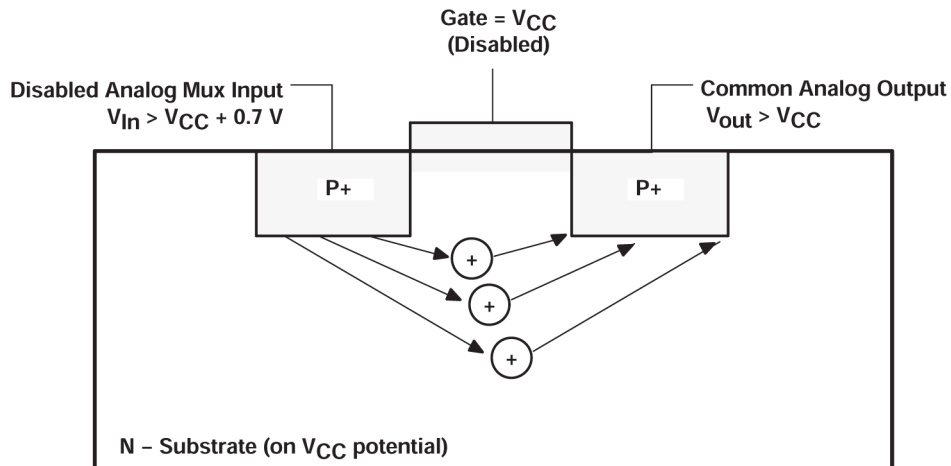 Gate = VCC
(Disabled)
Disabled Analog Mux Input
VIn > VCC + 0.7 V
Common Analog Output
Vout > VCC
P+
P+
+
+
+
N – Substrate (on VCC potential)